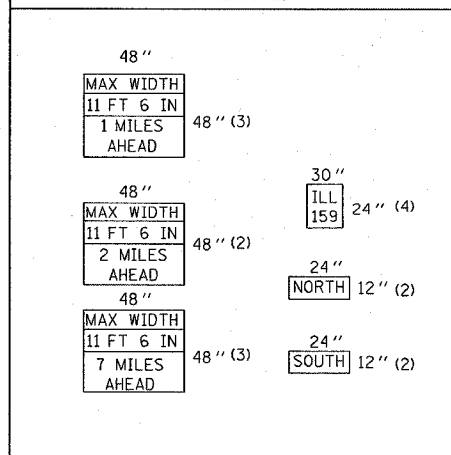 48"
MAX WIDTH
11 FT 6 IN
1 MILES
AHEAD
48" (3)
48"
MAX WIDTH
11 FT 6 IN
2 MILES
AHEAD
48" (2)
48"
MAX WIDTH
11 FT 6 IN
7 MILES
AHEAD
48" (3)
30"
ILL
159
24" (4)
24"
NORTH
12" (2)
24"
SOUTH
12" (2)